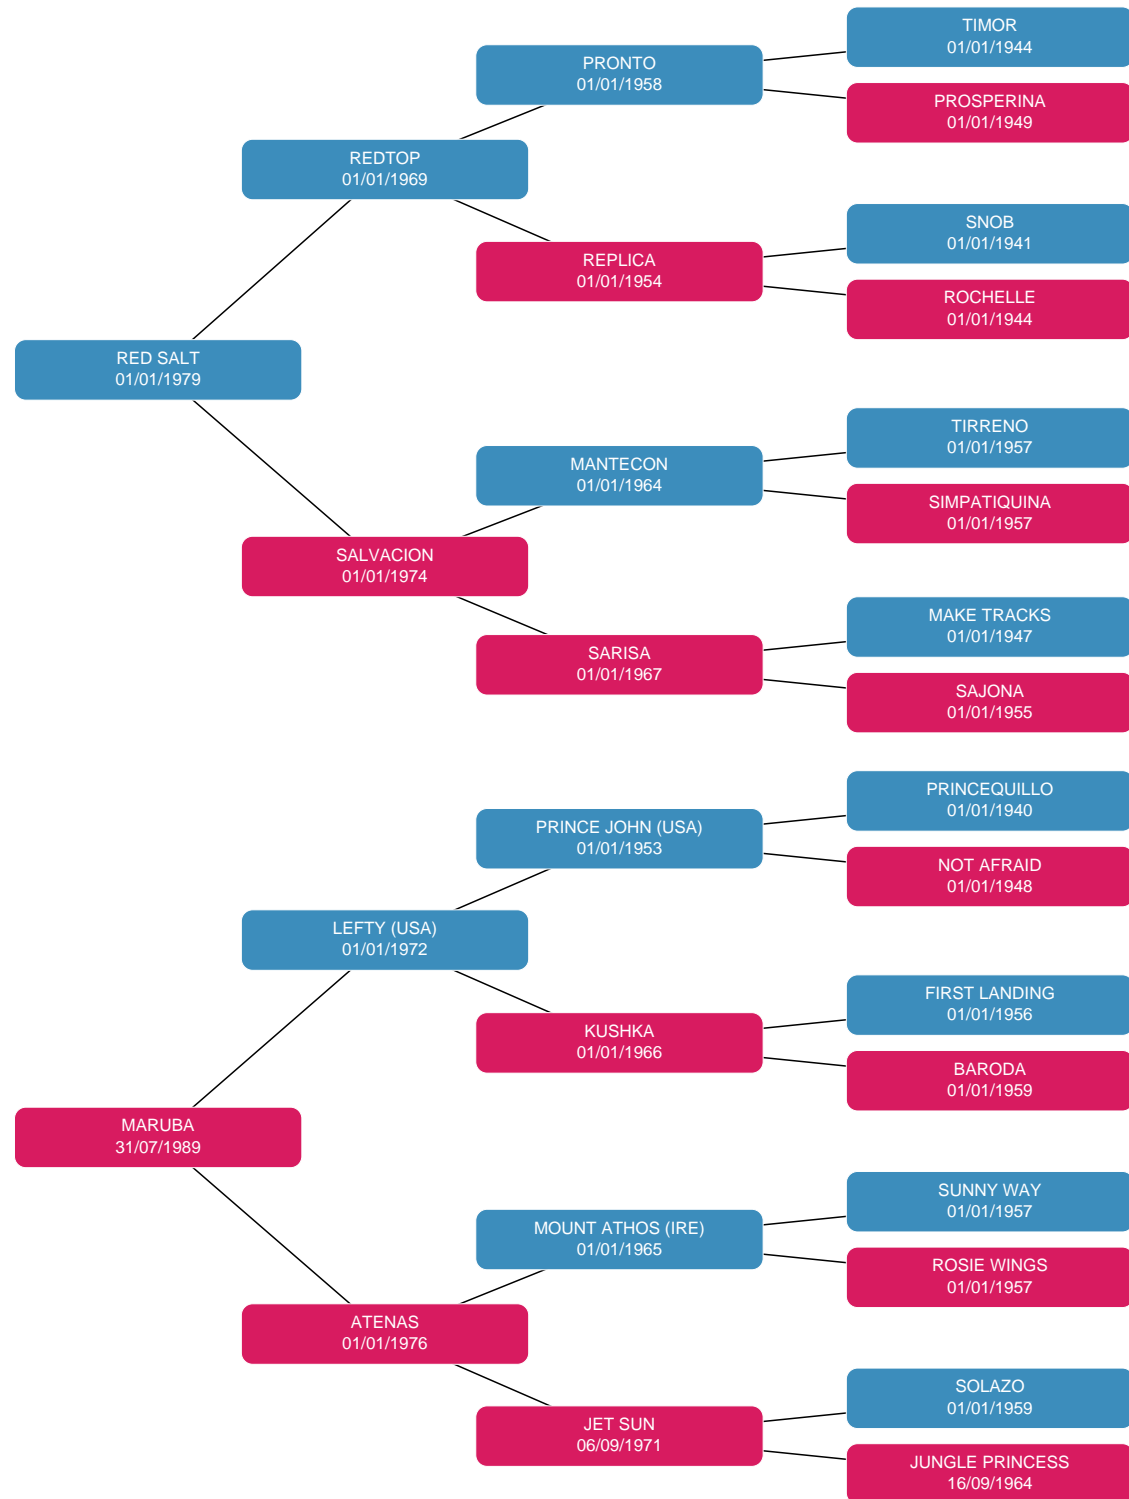 TIMOR
01/01/1944
PRONTO
01/01/1958
PROSPERINA
01/01/1949
REDTOP
01/01/1969
SNOB
01/01/1941
REPLICA
01/01/1954
ROCHELLE
01/01/1944
RED SALT
01/01/1979
TIRRENO
01/01/1957
MANTECON
01/01/1964
SIMPATIQUINA
01/01/1957
SALVACION
01/01/1974
MAKE TRACKS
01/01/1947
SARISA
01/01/1967
SAJONA
01/01/1955
PRINCEQUILLO
01/01/1940
PRINCE JOHN (USA)
01/01/1953
NOT AFRAID
01/01/1948
LEFTY (USA)
01/01/1972
FIRST LANDING
01/01/1956
KUSHKA
01/01/1966
BARODA
01/01/1959
MARUBA
31/07/1989
SUNNY WAY
01/01/1957
MOUNT ATHOS (IRE)
01/01/1965
ROSIE WINGS
01/01/1957
ATENAS
01/01/1976
SOLAZO
01/01/1959
JET SUN
06/09/1971
JUNGLE PRINCESS
16/09/1964